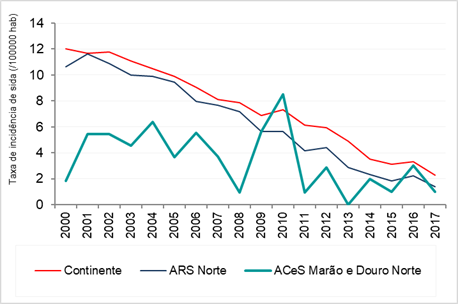 Taxa de incidência de sida (/100000 hab)
14
12
10
8
6
4
2
0
2000 2001 2002 2003 2004 2005 2006 2007 2008 2009 2010 2011 2012 2013 2014 2015 2016 2017
Continente ARS Norte ACeS Marão e Douro Norte